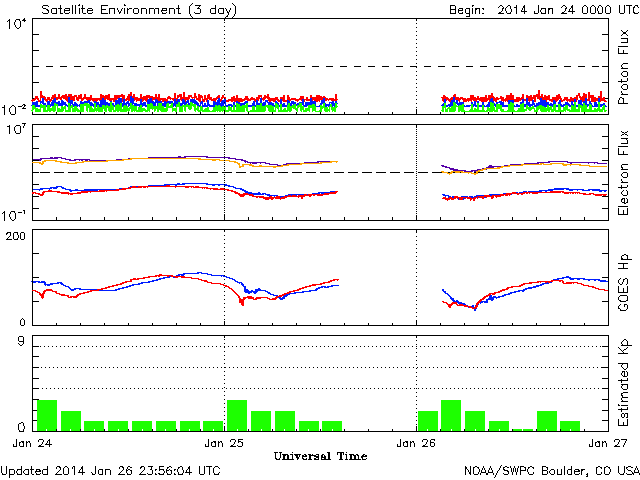 Satellite Environment (3 day) Begin: 2014 Jan 24 0000 UTC
10^4
10^-2
Proton Flux
10^7
10^-1
Electron Flux
200
100
0
GOES Hp
9
0
Estimated Kp
Jan 24 Jan 25 Jan 26 Jan 27
Universal Time
Updated 2014 Jan 26 23:56:04 UTC NOAA/SWPC Boulder, CO USA